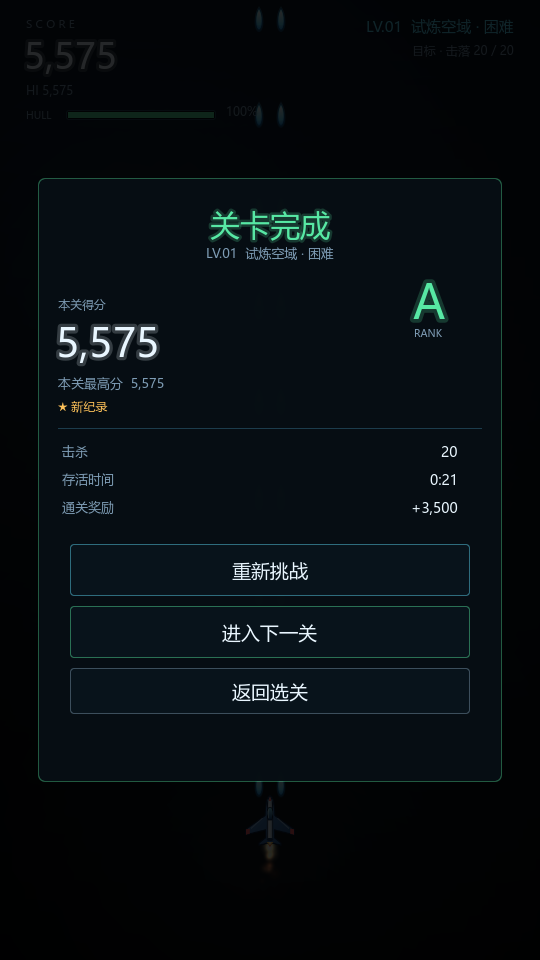 SCORE
5,575
HI 5,575
HULL 100%
LV.01 试炼空域 · 困难
目标 · 击落 20 / 20
关卡完成
LV.01 试炼空域 · 困难
本关得分
5,575
A
RANK
本关最高分 5,575
★ 新纪录
击杀 20
存活时间 0:21
通关奖励 +3,500
重新挑战
进入下一关
返回选关